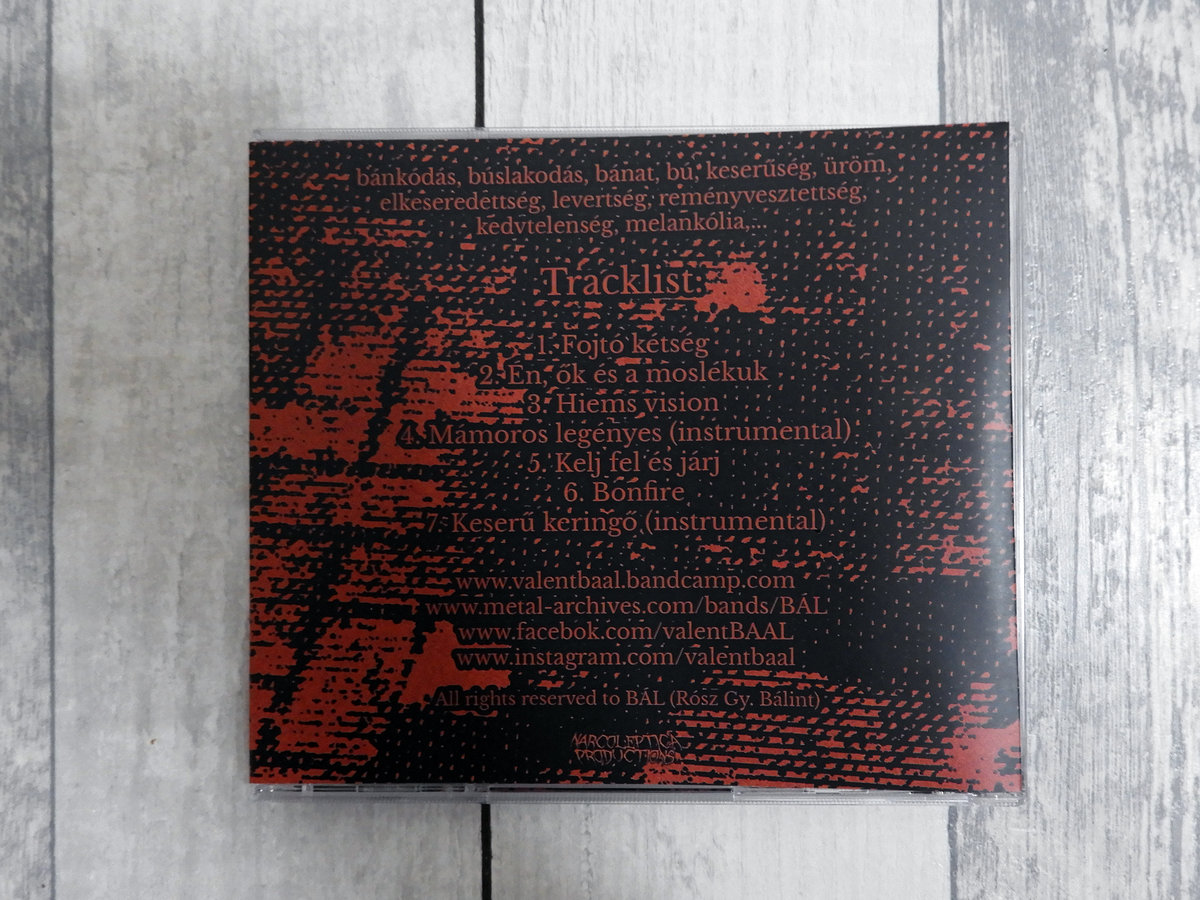 bánkódás, búslakodás, bánat, bú, keserűség, üröm,
elkeseredettség, levertség, reményvesztettség,
kedvtelenség, melankólia,...
Tracklist:
1. Fojtó kétség
2. Én, ők és a moslékuk
3. Hiems vision
4. Mámoros legényes (instrumental)
5. Kelj fel és járj
6. Bonfire
7. Keserű keringő (instrumental)
www.valentbaal.bandcamp.com
www.metal-archives.com/bands/BÁL
www.facebok.com/valentBAAL
www.instagram.com/valentbaal
All rights reserved to BÁL (Rósz Gy. Bálint)
NARCOLEPTICA
PRODUCTIONS